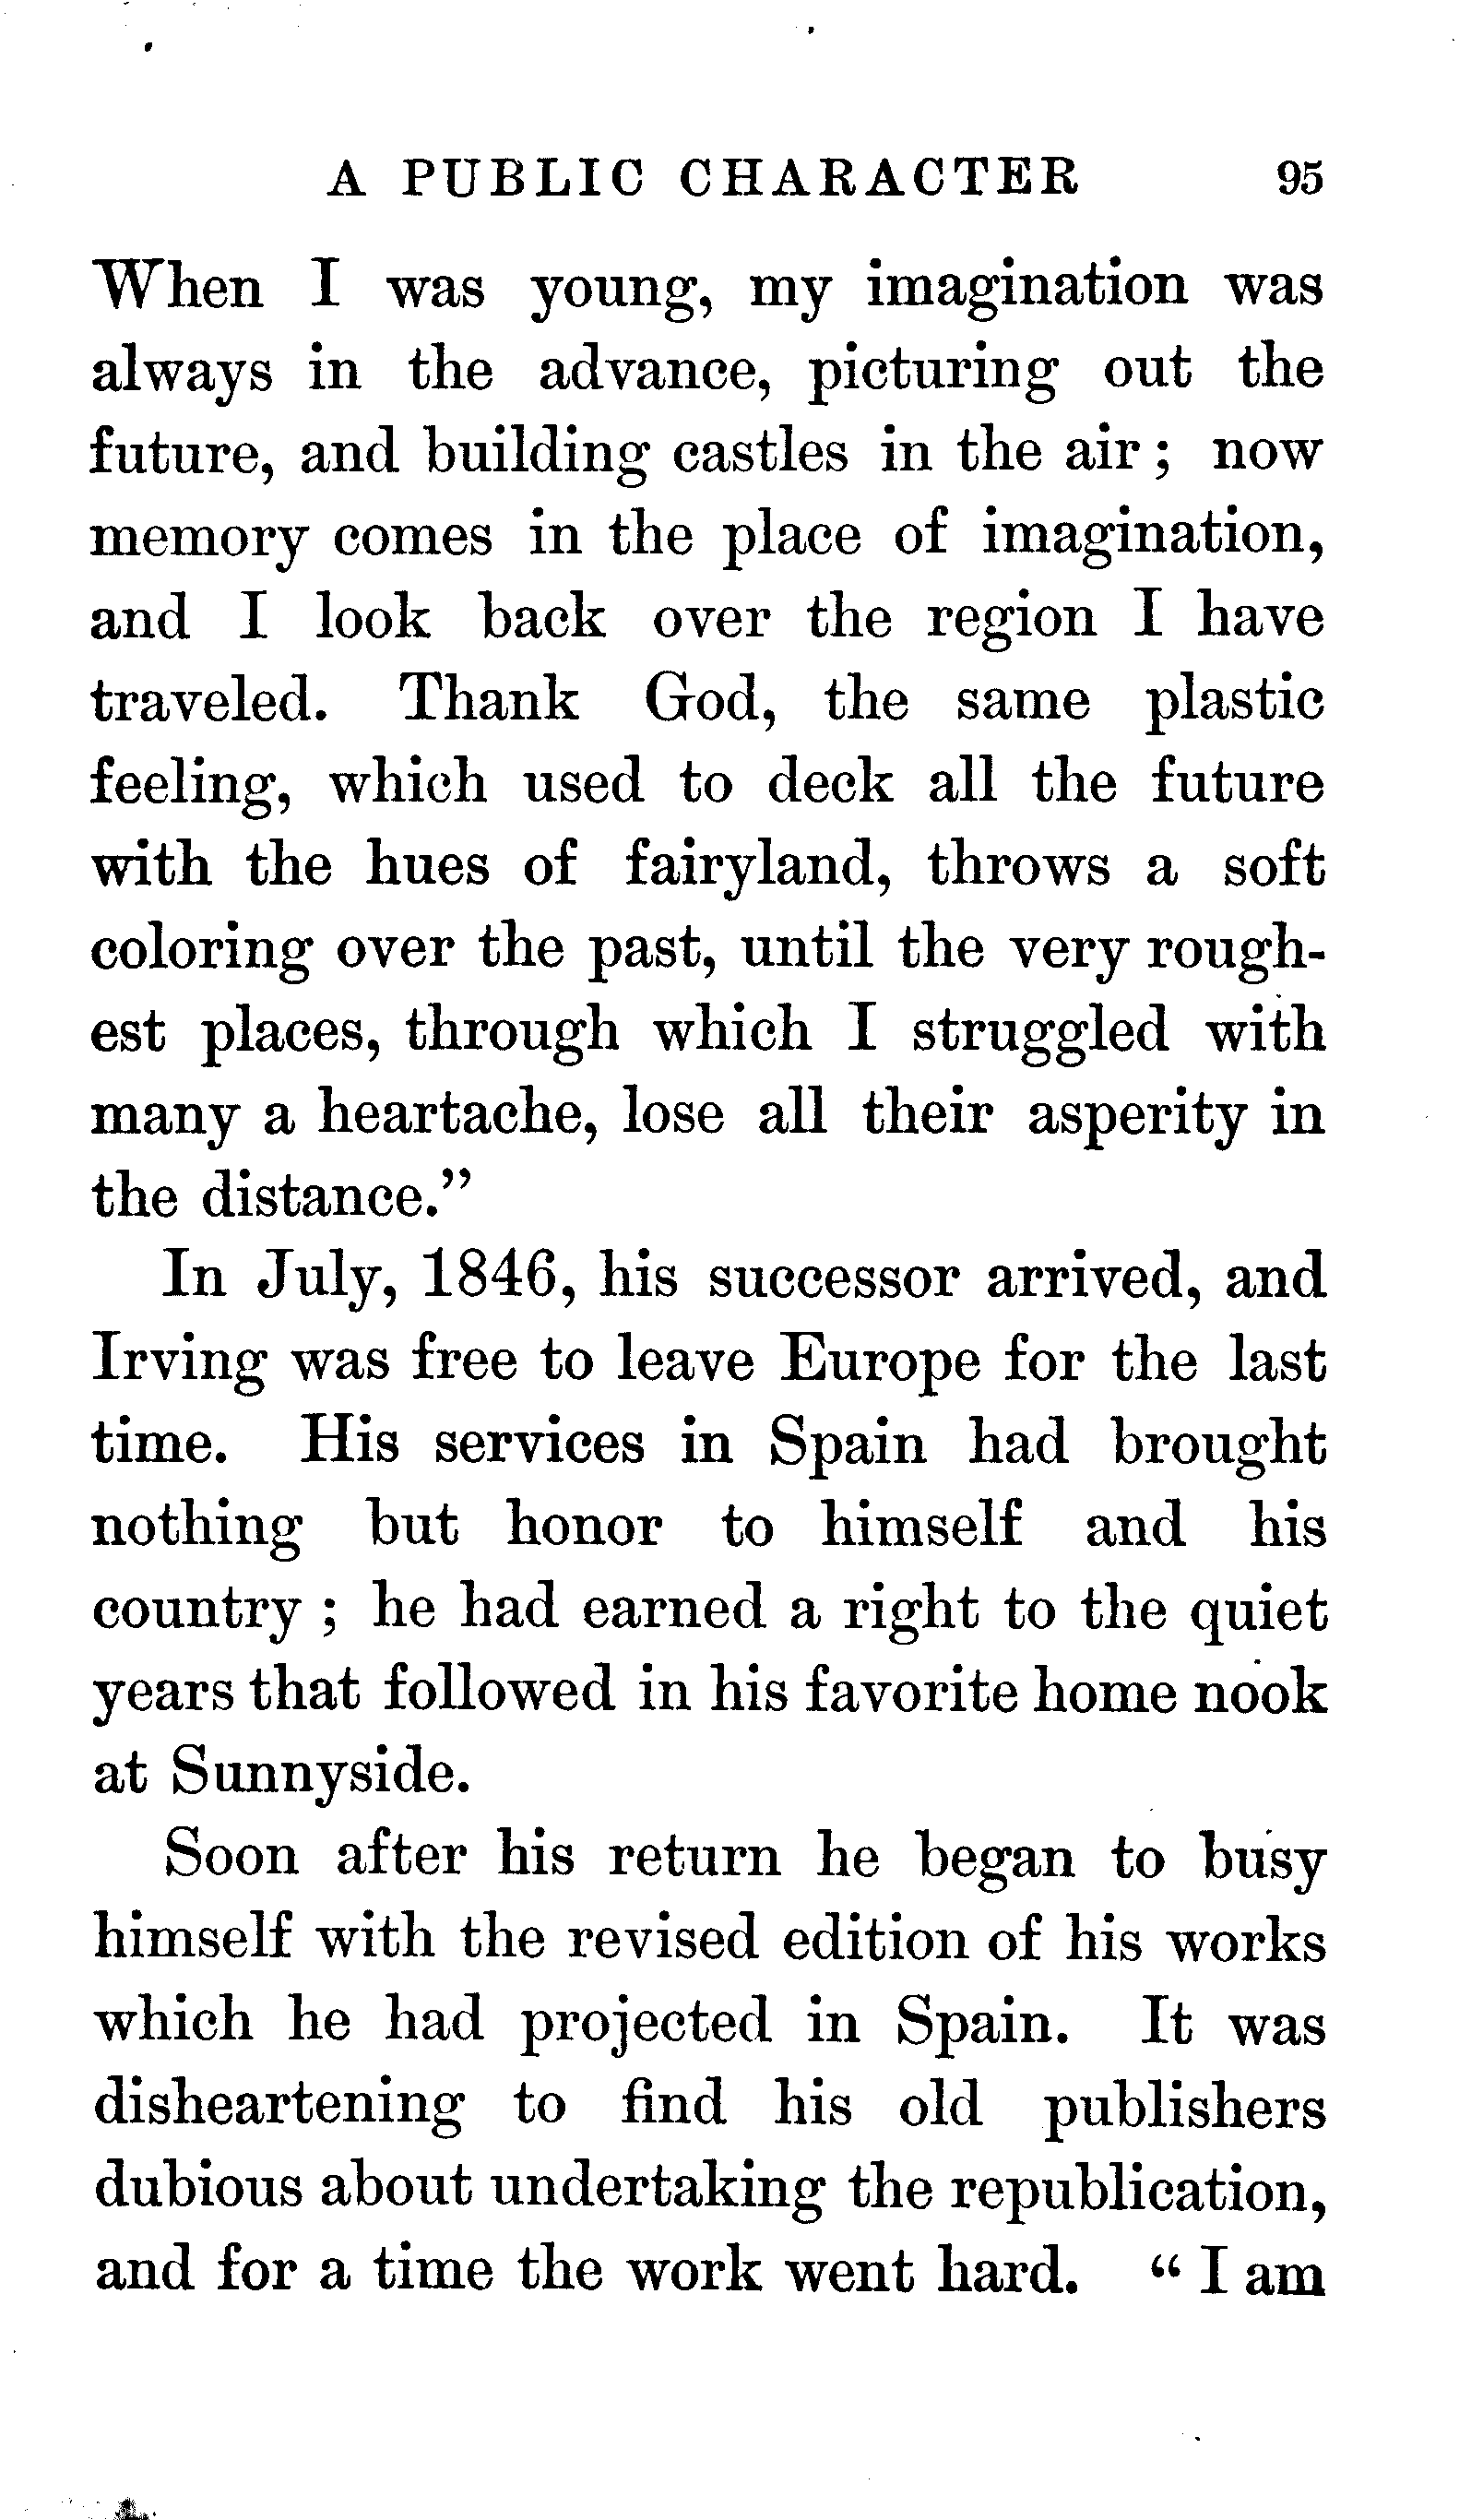 A PUBLIC CHARACTER 95
When I was young, my imagination was
always in the advance, picturing out the
future, and building castles in the air; now
memory comes in the place of imagination,
and I look back over the region I have
traveled. Thank God, the same plastic
feeling, which used to deck all the future
with the hues of fairyland, throws a soft
coloring over the past, until the very rough-
est places, through which I struggled with
many a heartache, lose all their asperity in
the distance."
In July, 1846, his successor arrived, and
Irving was free to leave Europe for the last
time. His services in Spain had brought
nothing but honor to himself and his
country; he had earned a right to the quiet
years that followed in his favorite home nook
at Sunnyside.
Soon after his return he began to busy
himself with the revised edition of his works
which he had projected in Spain. It was
disheartening to find his old publishers
dubious about undertaking the republication,
and for a time the work went hard. "I am